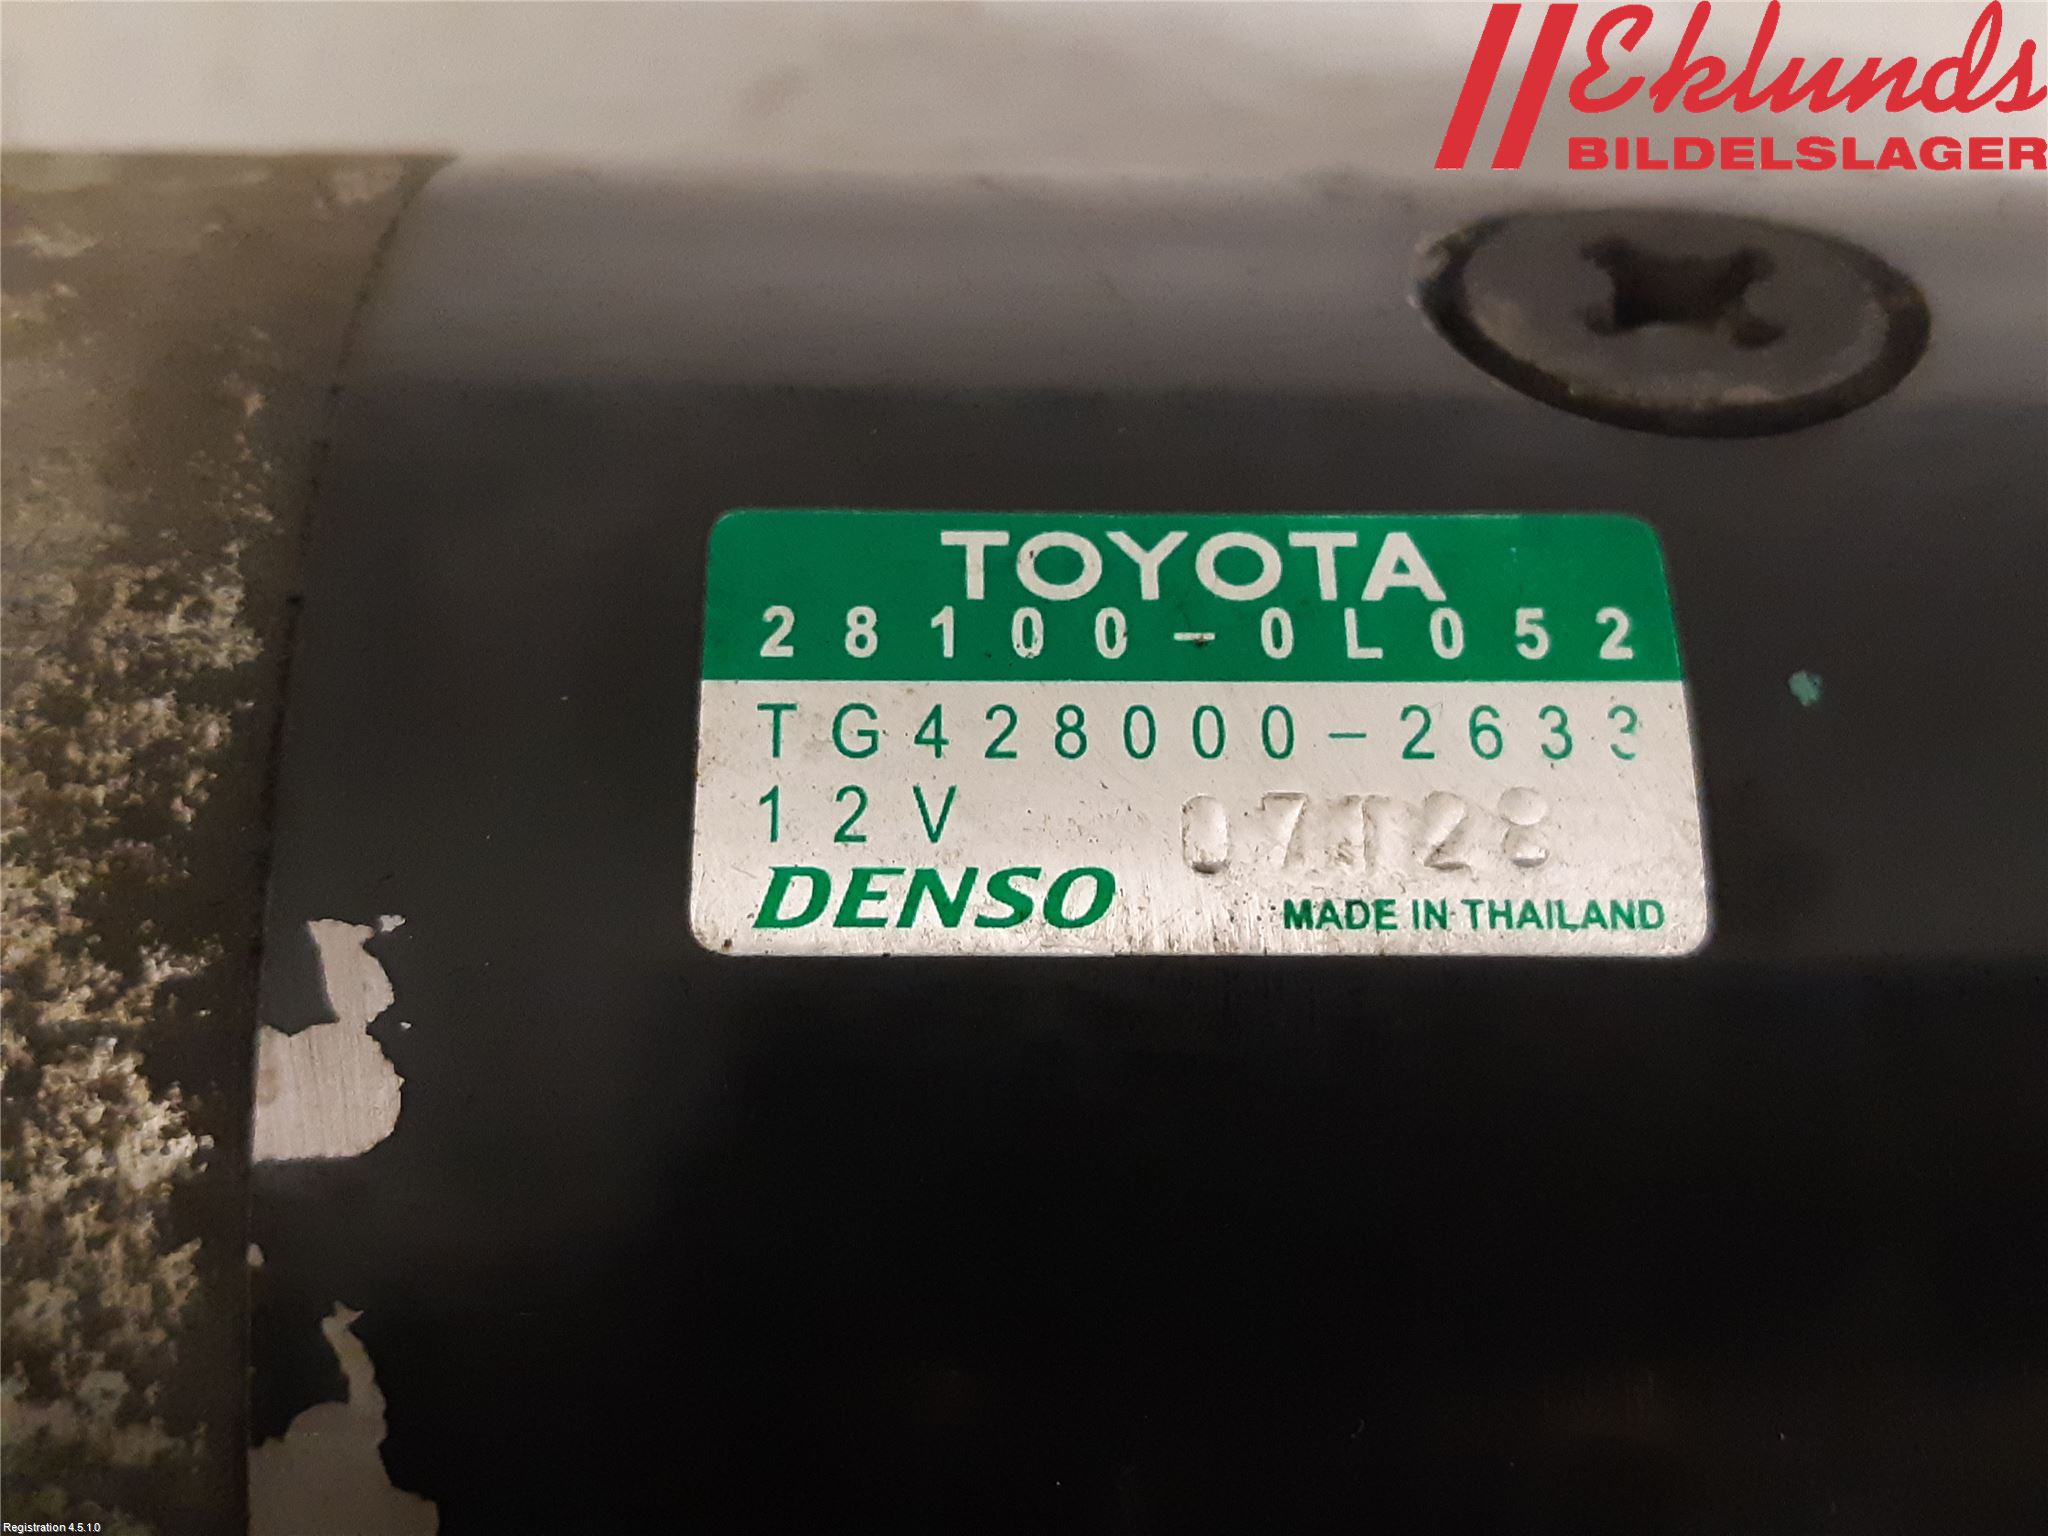 Eklunds
BILDELSLAGER
TOYOTA
28100-0L052
TG428000-2633
12V
DENSO
MADE IN THAILAND
Registration 4.5.1.0